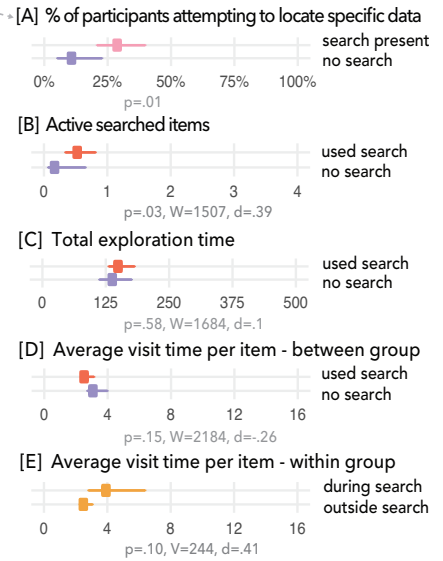 [A] % of participants attempting to locate specific data
search present
no search
0% 25% 50% 75% 100%
p=.01
[B] Active searched items
used search
no search
0 1 2 3 4
p=.03, W=1507, d=.39
[C] Total exploration time
used search
no search
0 125 250 375 500
p=.58, W=1684, d=.1
[D] Average visit time per item - between group
used search
no search
0 4 8 12 16
p=.15, W=2184, d=-.26
[E] Average visit time per item - within group
during search
outside search
0 4 8 12 16
p=.10, V=244, d=.41